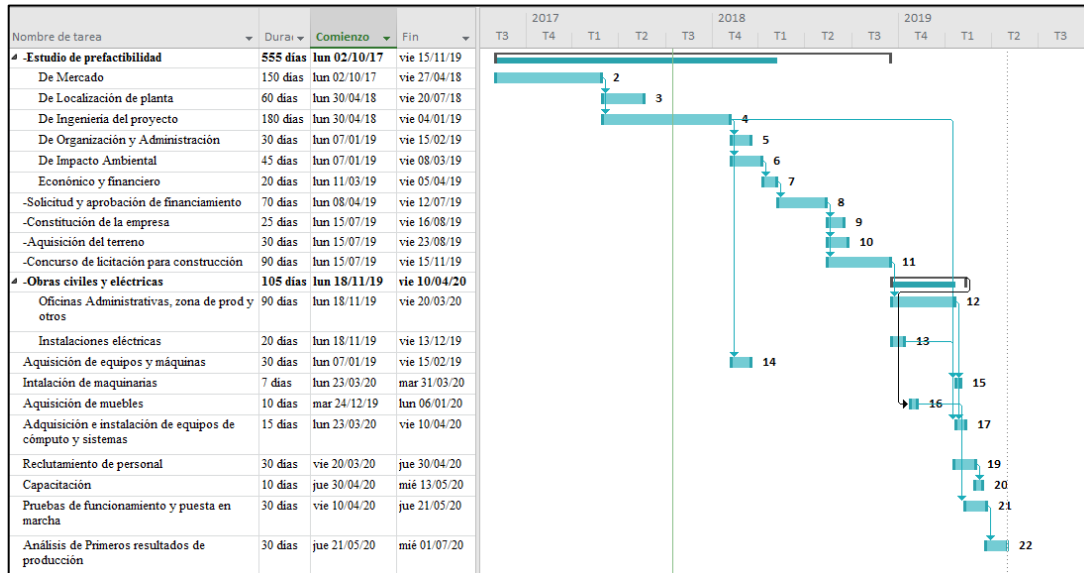 2017 2018 2019
Nombre de tarea Durac Comienzo Fin T3 T4 T1 T2 T3 T4 T1 T2 T3 T4 T1 T2 T3
-Estudio de prefactibilidad 555 días lun 02/10/17 vie 15/11/19
De Mercado 150 días lun 02/10/17 vie 27/04/18 2
De Localización de planta 60 días lun 30/04/18 vie 20/07/18 3
De Ingeniería del proyecto 180 días lun 30/04/18 vie 04/01/19 4
De Organización y Administración 30 días lun 07/01/19 vie 15/02/19 5
De Impacto Ambiental 45 días lun 07/01/19 vie 08/03/19 6
Económico y financiero 20 días lun 11/03/19 vie 05/04/19 7
-Solicitud y aprobación de financiamiento 70 días lun 08/04/19 vie 12/07/19 8
-Constitución de la empresa 25 días lun 15/07/19 vie 16/08/19 9
-Aquisición del terreno 30 días lun 15/07/19 vie 23/08/19 10
-Concurso de licitación para construcción 90 días lun 15/07/19 vie 15/11/19 11
-Obras civiles y eléctricas 105 días lun 18/11/19 vie 10/04/20
Oficinas Administrativas, zona de prod y 90 días lun 18/11/19 vie 20/03/20 12
otros
Instalaciones eléctricas 20 días lun 18/11/19 vie 13/12/19 13
Aquisición de equipos y máquinas 30 días lun 07/01/19 vie 15/02/19 14
Intalación de maquinarias 7 días lun 23/03/20 mar 31/03/20 15
Aquisición de muebles 10 días mar 24/12/19 lun 06/01/20 16
Adquisición e instalación de equipos de 15 días lun 23/03/20 vie 10/04/20 17
cómputo y sistemas
Reclutamiento de personal 30 días vie 20/03/20 jue 30/04/20 19
Capacitación 10 días jue 30/04/20 mié 13/05/20 20
Pruebas de funcionamiento y puesta en 30 días vie 10/04/20 jue 21/05/20 21
marcha
Análisis de Primeros resultados de 30 días jue 21/05/20 mié 01/07/20 22
producción